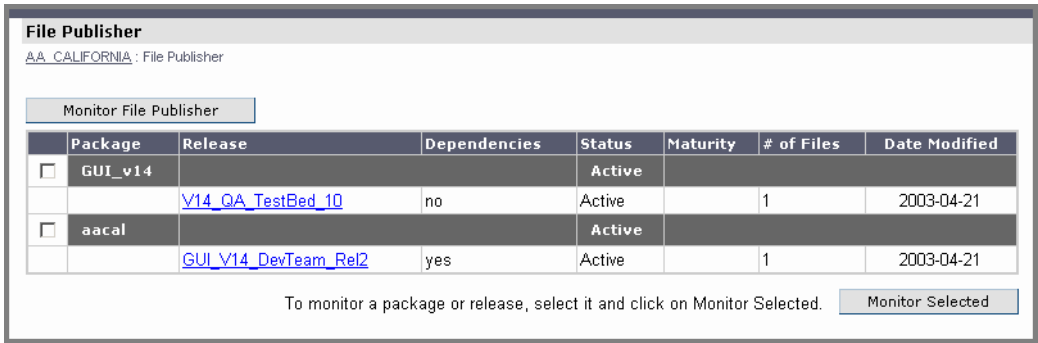 File Publisher
AA_CALIFORNIA : File Publisher
Monitor File Publisher
Package Release Dependencies Status Maturity # of Files Date Modified
GUI_v14 Active
V14_QA_TestBed_10 no Active 1 2003-04-21
aacal Active
GUI_V14_DevTeam_Rel2 yes Active 1 2003-04-21
To monitor a package or release, select it and click on Monitor Selected. Monitor Selected